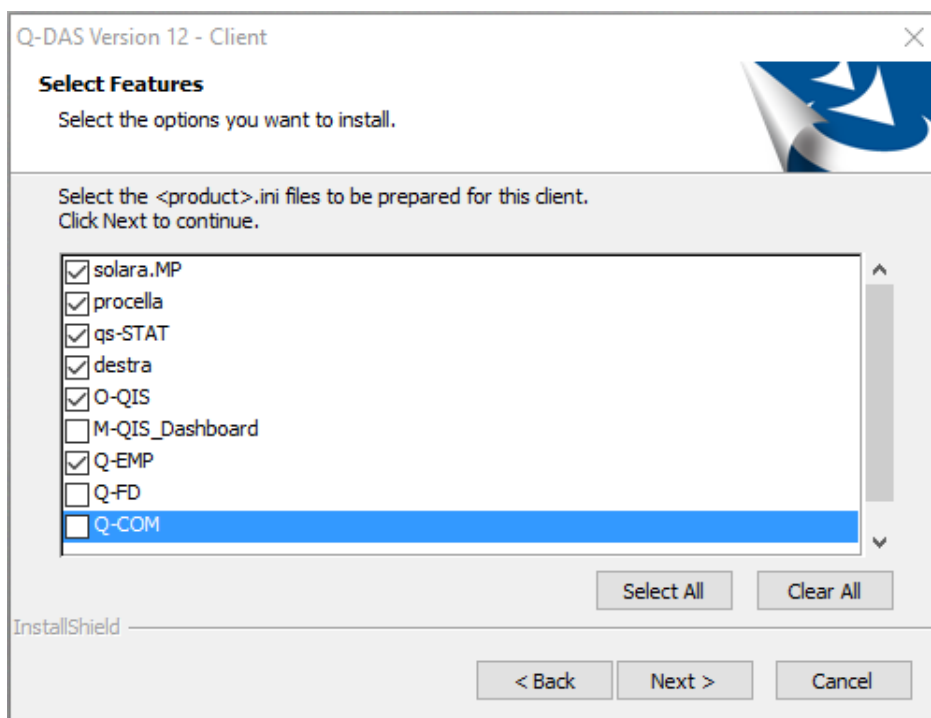 Q-DAS Version 12 - Client
Select Features
Select the options you want to install.
Select the <product>.ini files to be prepared for this client.
Click Next to continue.
solara.MP
procella
qs-STAT
destra
O-QIS
M-QIS_Dashboard
Q-EMP
Q-FD
Q-COM
Select All
Clear All
InstallShield
< Back
Next >
Cancel